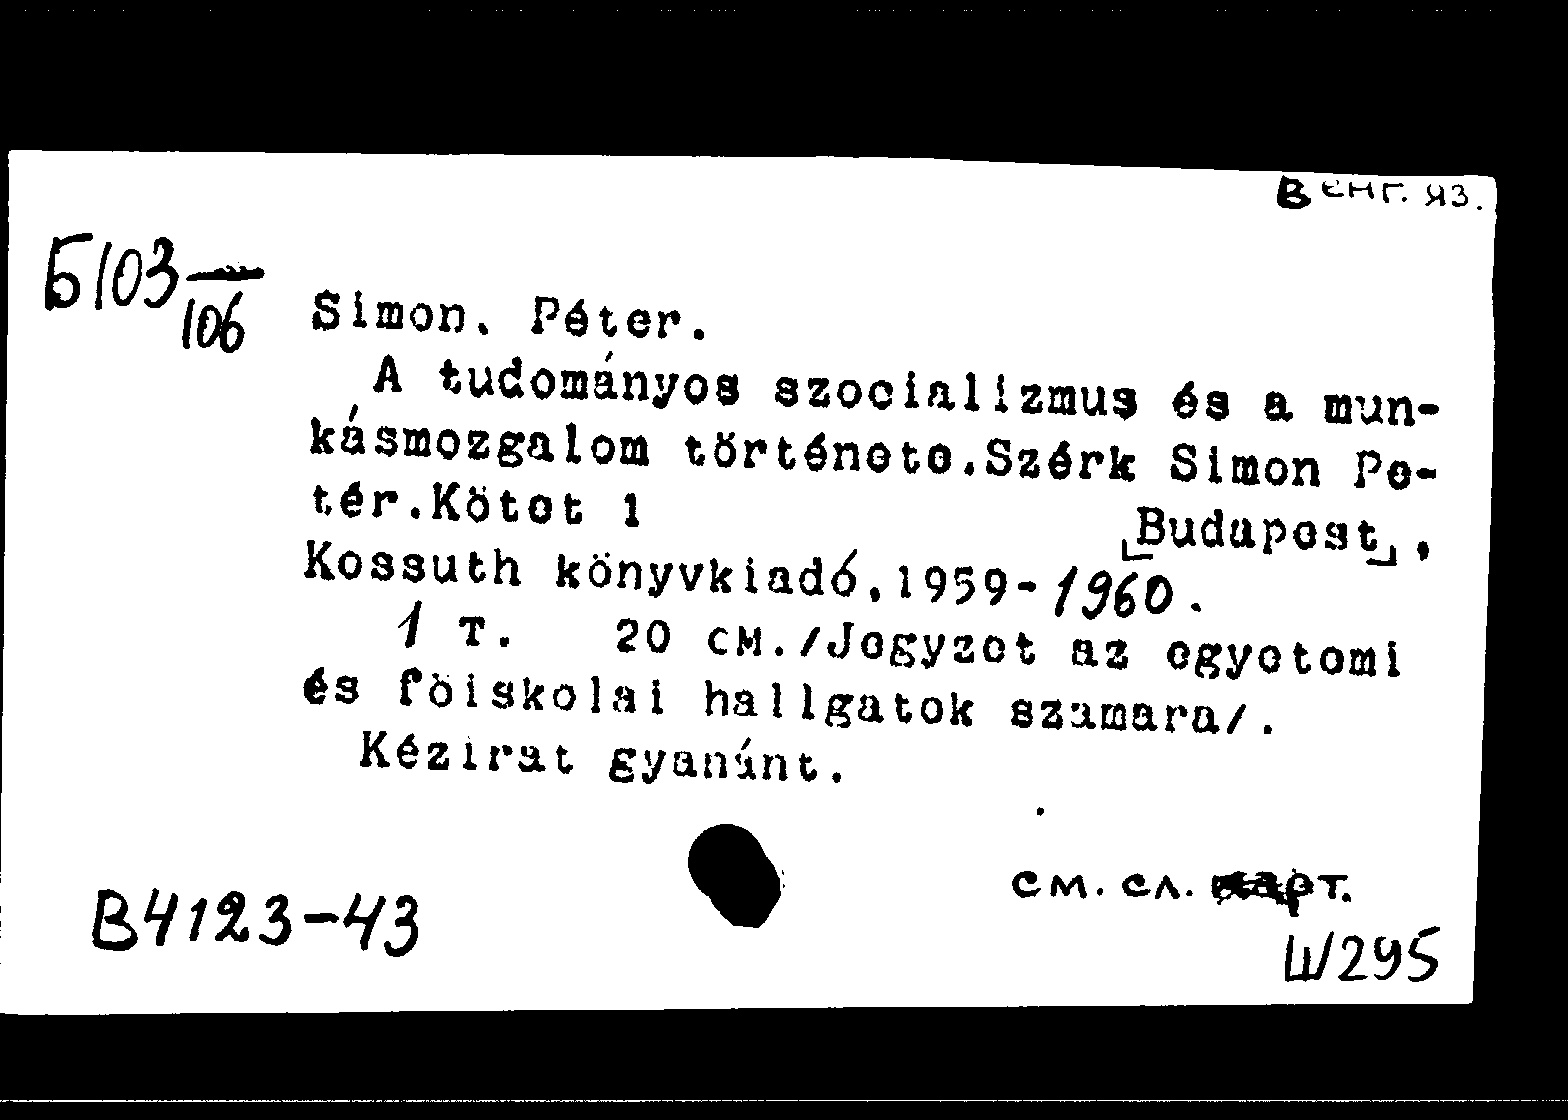 Венг. яз.
Б103—
106
Simon, Péter.
A tudományos szocializmus és a mun-
kásmozgalom története.Szérk Simon Pe-
tér.Kötet 1 [Budapest],
Kossuth könyvkiadó,1959-1960.
1 т. 20 см./Jegyzet az egyetemi
és föiskolai hallgatok szamara/.
Kézirat gyanánt.
см. сл.
В4123-43
Ш295